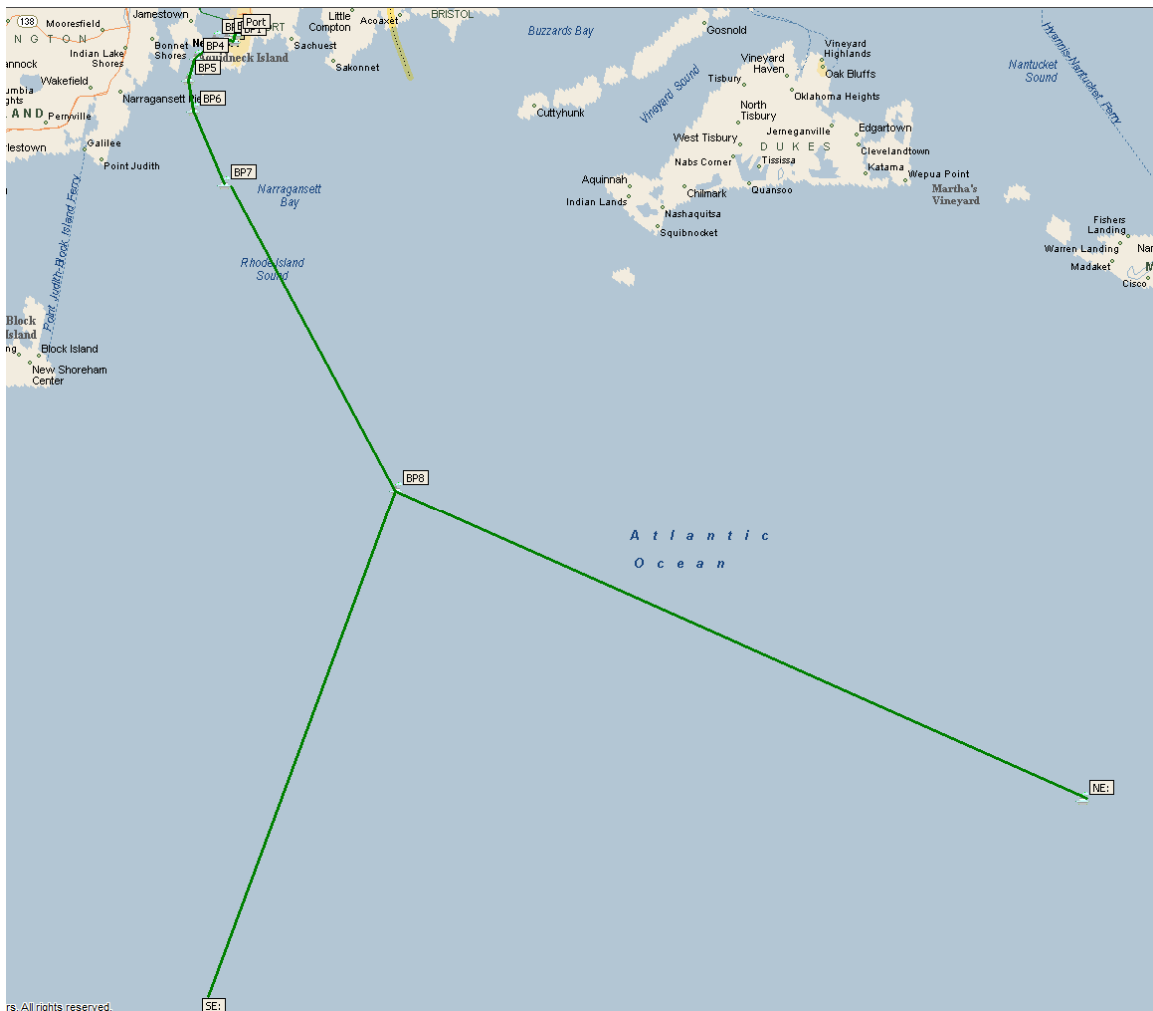 138
Mooresfield
Jamestown
Port
Little
Compton
Acoaxet
BRISTOL
Buzzards Bay
Gosnold
Hyannis-Nantucket Ferry
Indian Lake
Shores
Bonnet
Shores
BP4
Sachuest
Sakonnet
BP5
Wakefield
Narragansett Pie
BP6
Perryville
Galilee
Point Judith
BP7
Narragansett
Bay
Rhode Island
Sound
Point Judith-Block Island Ferry
Block
Island
Block Island
New Shoreham
Center
Cuttyhunk
Vineyard Sound
Vineyard
Haven
Vineyard
Highlands
Oak Bluffs
Tisbury
Oklahoma Heights
North
Tisbury
West Tisbury
Jerneganville
Edgartown
DUKES
Clevelandtown
Nabs Corner
Tississa
Katama
Wepua Point
Aquinnah
Indian Lands
Chilmark
Quansoo
Martha's
Vineyard
Nashaquitsa
Squibnocket
Nantucket
Sound
Fishers
Landing
Warren Landing
Madaket
Cisco
BP8
Atlantic
Ocean
NE:
SE:
rs. All rights reserved.